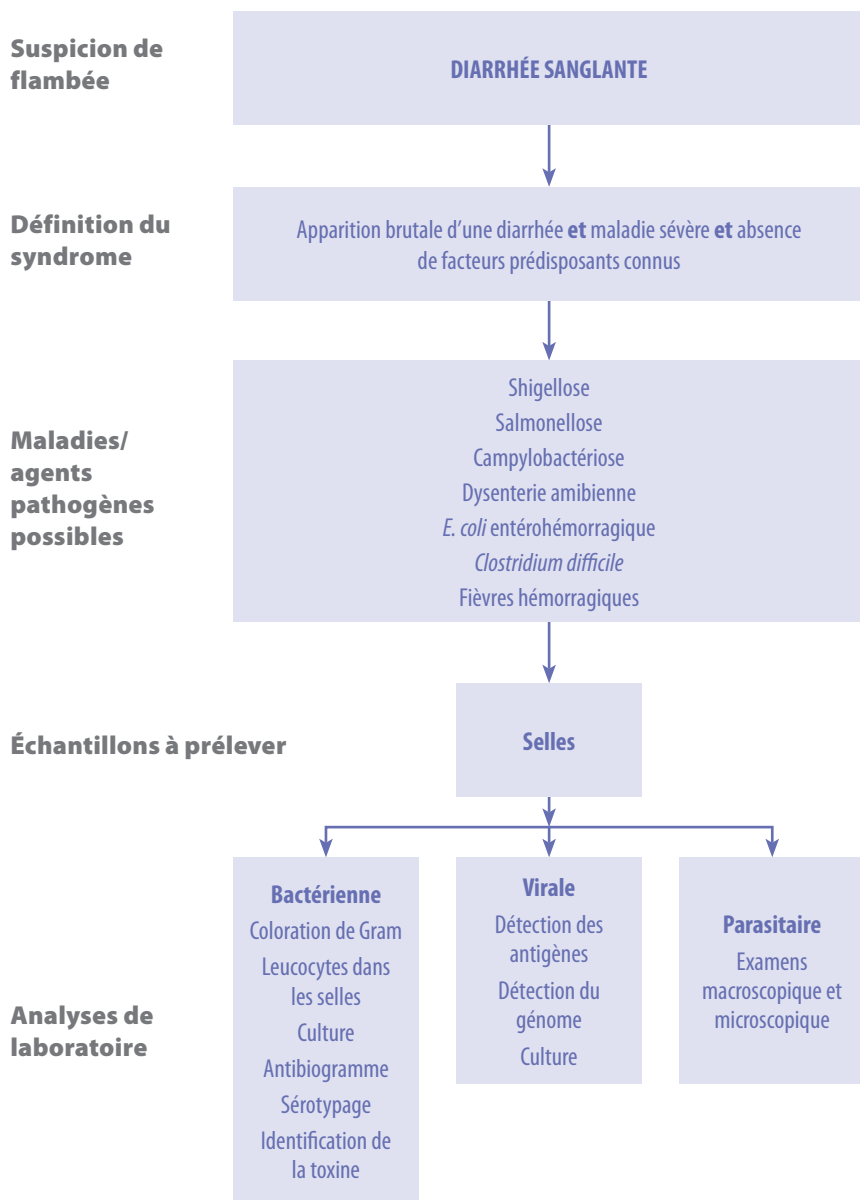 Suspicion de
flambée
DIARRHÉE SANGLANTE
Définition du
syndrome
Apparition brutale d'une diarrhée et maladie sévère et absence
de facteurs prédisposants connus
Maladies/
agents
pathogènes
possibles
Shigellose
Salmonellose
Campylobactériose
Dysenterie amibienne
E. coli entérohémorragique
Clostridium difficile
Fièvres hémorragiques
Échantillons à prélever
Selles
Analyses de
laboratoire
Bactérienne
Coloration de Gram
Leucocytes dans
les selles
Culture
Antibiogramme
Sérotypage
Identification de
la toxine
Virale
Détection des
antigènes
Détection du
génome
Culture
Parasitaire
Examens
macroscopique et
microscopique